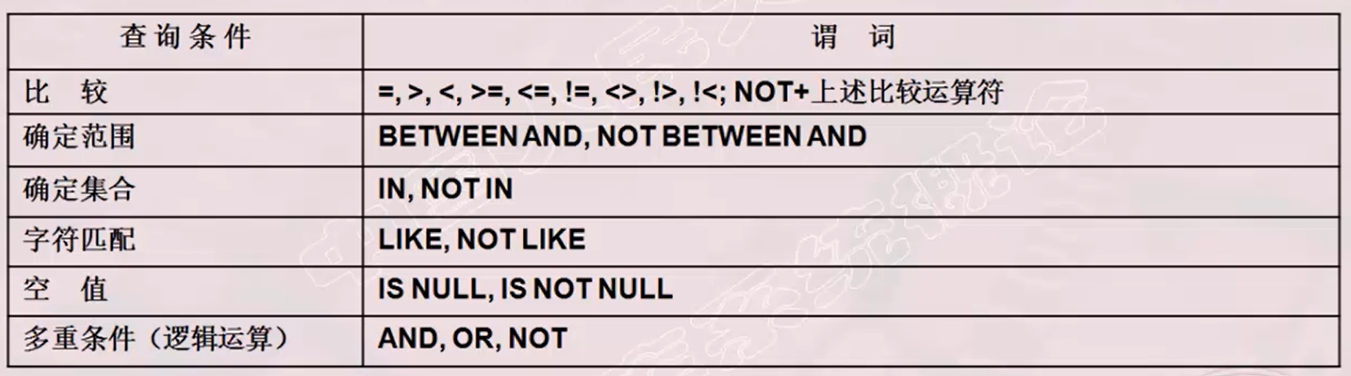 查询条件 谓 词
比 较 =, >, <, >=, <=, !=, <>, !>, !<; NOT+上述比较运算符
确定范围 BETWEEN AND, NOT BETWEEN AND
确定集合 IN, NOT IN
字符匹配 LIKE, NOT LIKE
空 值 IS NULL, IS NOT NULL
多重条件（逻辑运算） AND, OR, NOT